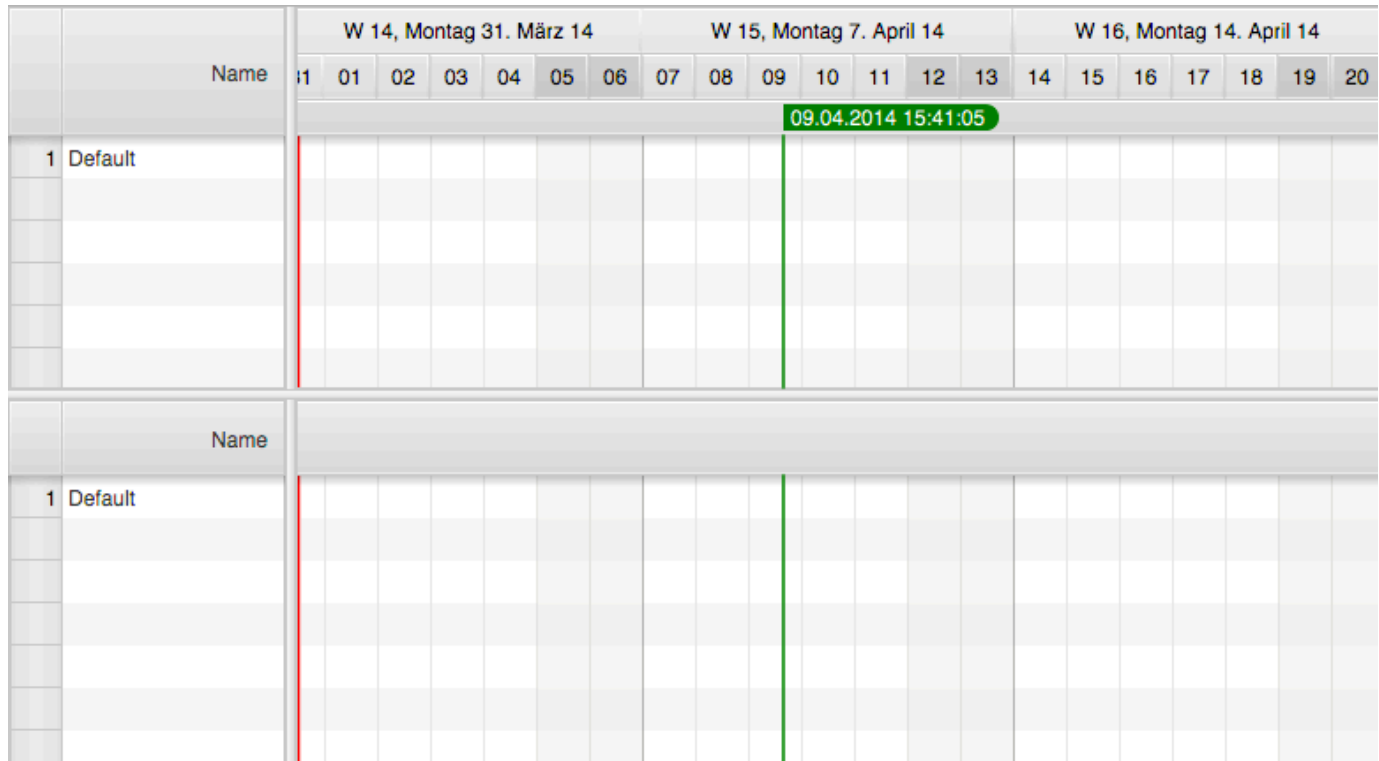 W 14, Montag 31. März 14 W 15, Montag 7. April 14 W 16, Montag 14. April 14
Name 31 01 02 03 04 05 06 07 08 09 10 11 12 13 14 15 16 17 18 19 20
09.04.2014 15:41:05
1 Default
Name
1 Default